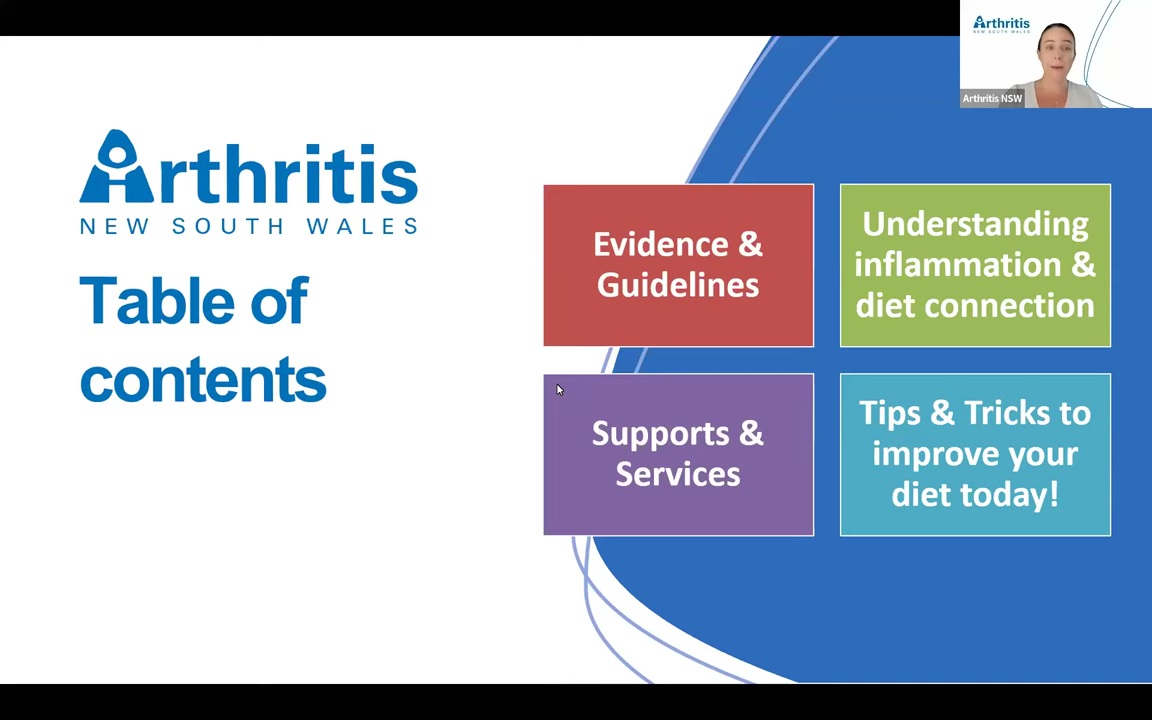 Arthritis
NEW SOUTH WALES
Table of
contents
Evidence &
Guidelines
Understanding
inflammation &
diet connection
Supports &
Services
Tips & Tricks to
improve your
diet today!
Arthritis
NEW SOUTH WALES
Arthritis NSW